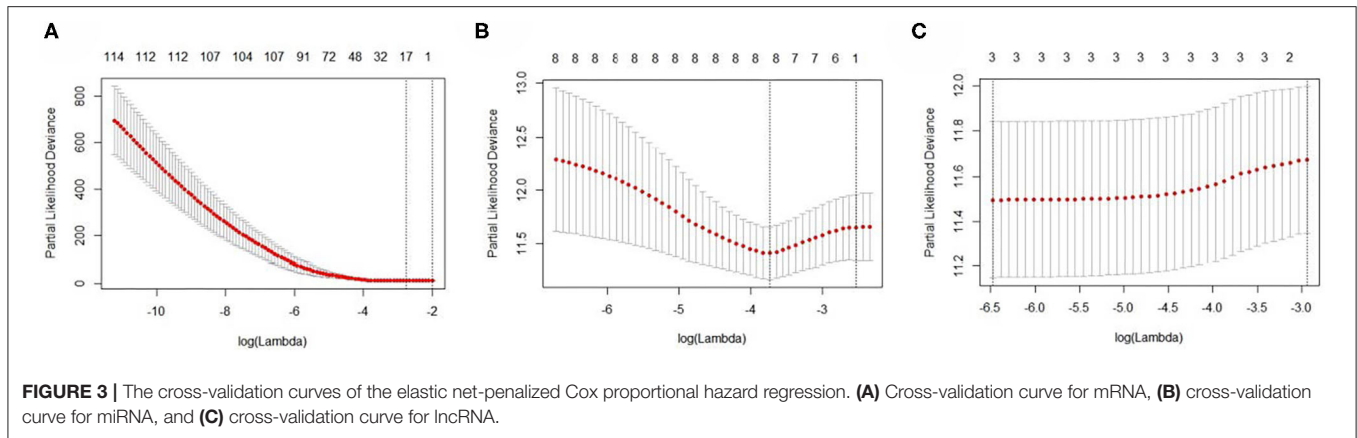 A
114 112 112 107 104 107 91 72 48 32 17 1
Partial Likelihood Deviance
800
600
400
200
0
-10 -8 -6 -4 -2
log(Lambda)
B
8 8 8 8 8 8 8 8 8 8 8 8 7 7 6 1
Partial Likelihood Deviance
13.0
12.5
12.0
11.5
-6 -5 -4 -3
log(Lambda)
C
3 3 3 3 3 3 3 3 3 3 3 2
Partial Likelihood Deviance
12.0
11.8
11.6
11.4
11.2
-6.5 -6.0 -5.5 -5.0 -4.5 -4.0 -3.5 -3.0
log(Lambda)
FIGURE 3 | The cross-validation curves of the elastic net-penalized Cox proportional hazard regression. (A) Cross-validation curve for mRNA, (B) cross-validation
curve for miRNA, and (C) cross-validation curve for lncRNA.